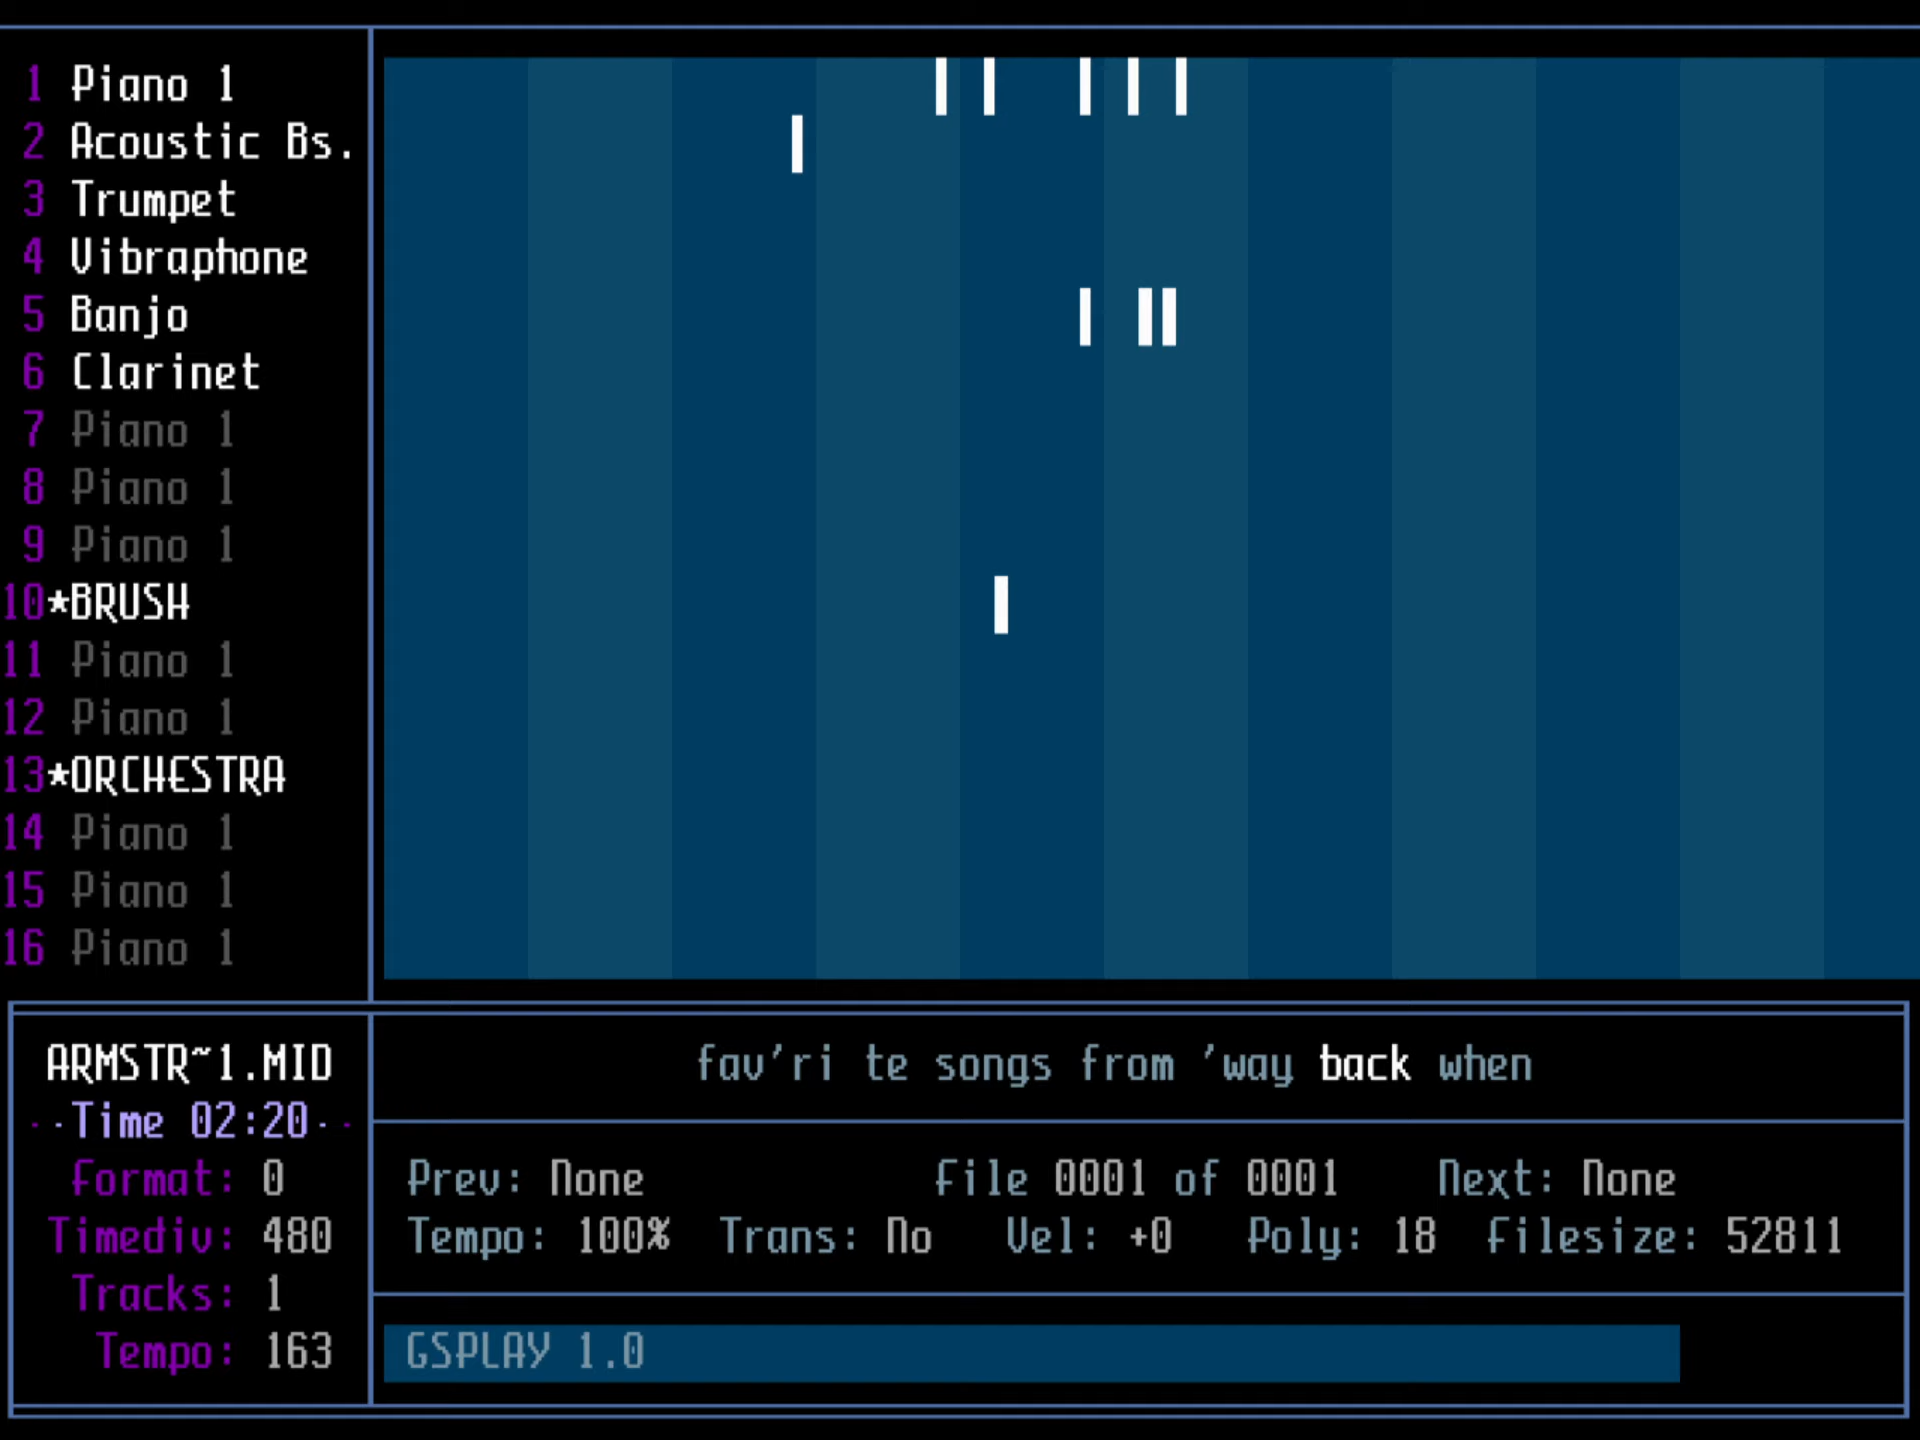 1 Piano 1
2 Acoustic Bs.
3 Trumpet
4 Vibraphone
5 Banjo
6 Clarinet
7 Piano 1
8 Piano 1
9 Piano 1
10*BRUSH
11 Piano 1
12 Piano 1
13*ORCHESTRA
14 Piano 1
15 Piano 1
16 Piano 1
ARMSTR~1.MID
--Time 02:20--
Format: 0
Timediv: 480
Tracks: 1
Tempo: 163
fav'ri te songs from 'way back when
Prev: None File 0001 of 0001 Next: None
Tempo: 100% Trans: No Vel: +0 Poly: 18 Filesize: 52811
GSPLAY 1.0